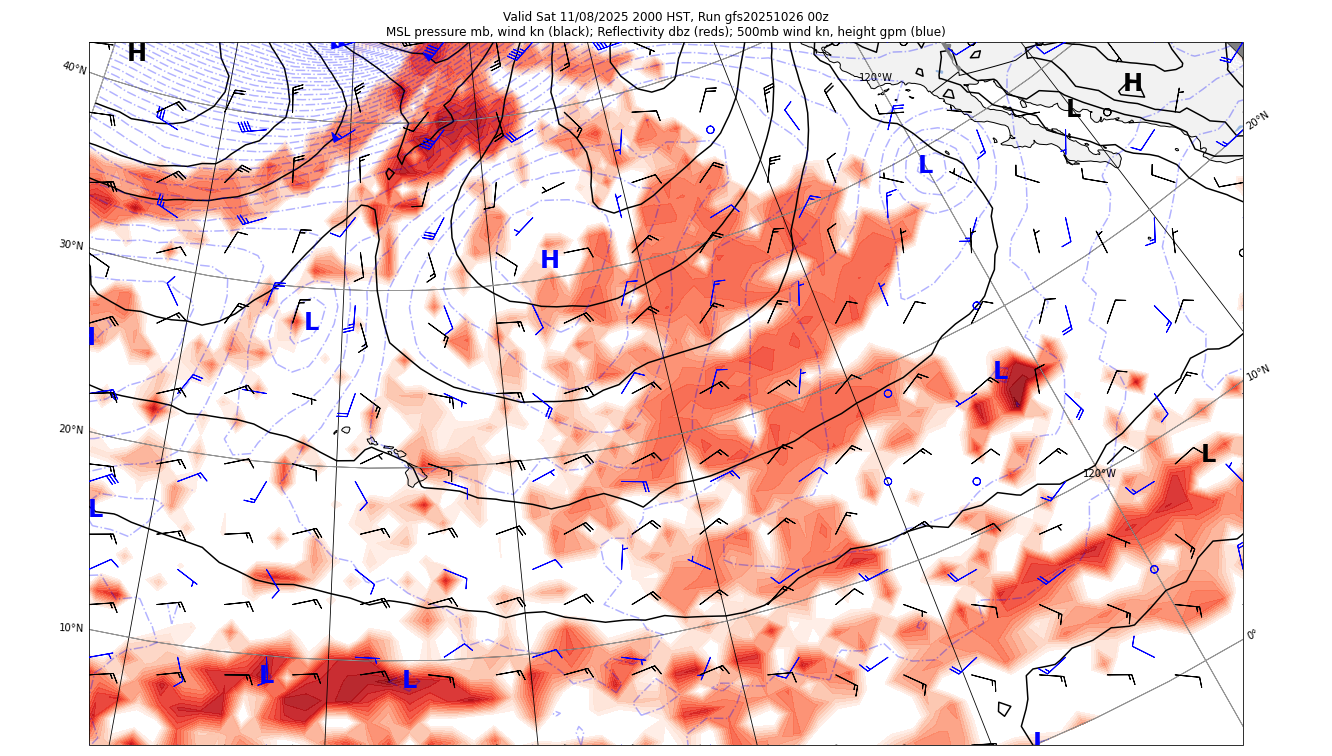 Valid Sat 11/08/2025 2000 HST, Run gfs20251026 00z
MSL pressure mb, wind kn (black); Reflectivity dbz (reds); 500mb wind kn, height gpm (blue)
H
40°N
120°W
H
L
20°N
L
30°N
H
L
L
10°N
20°N
L
120°W
L
10°N
0°
L
L